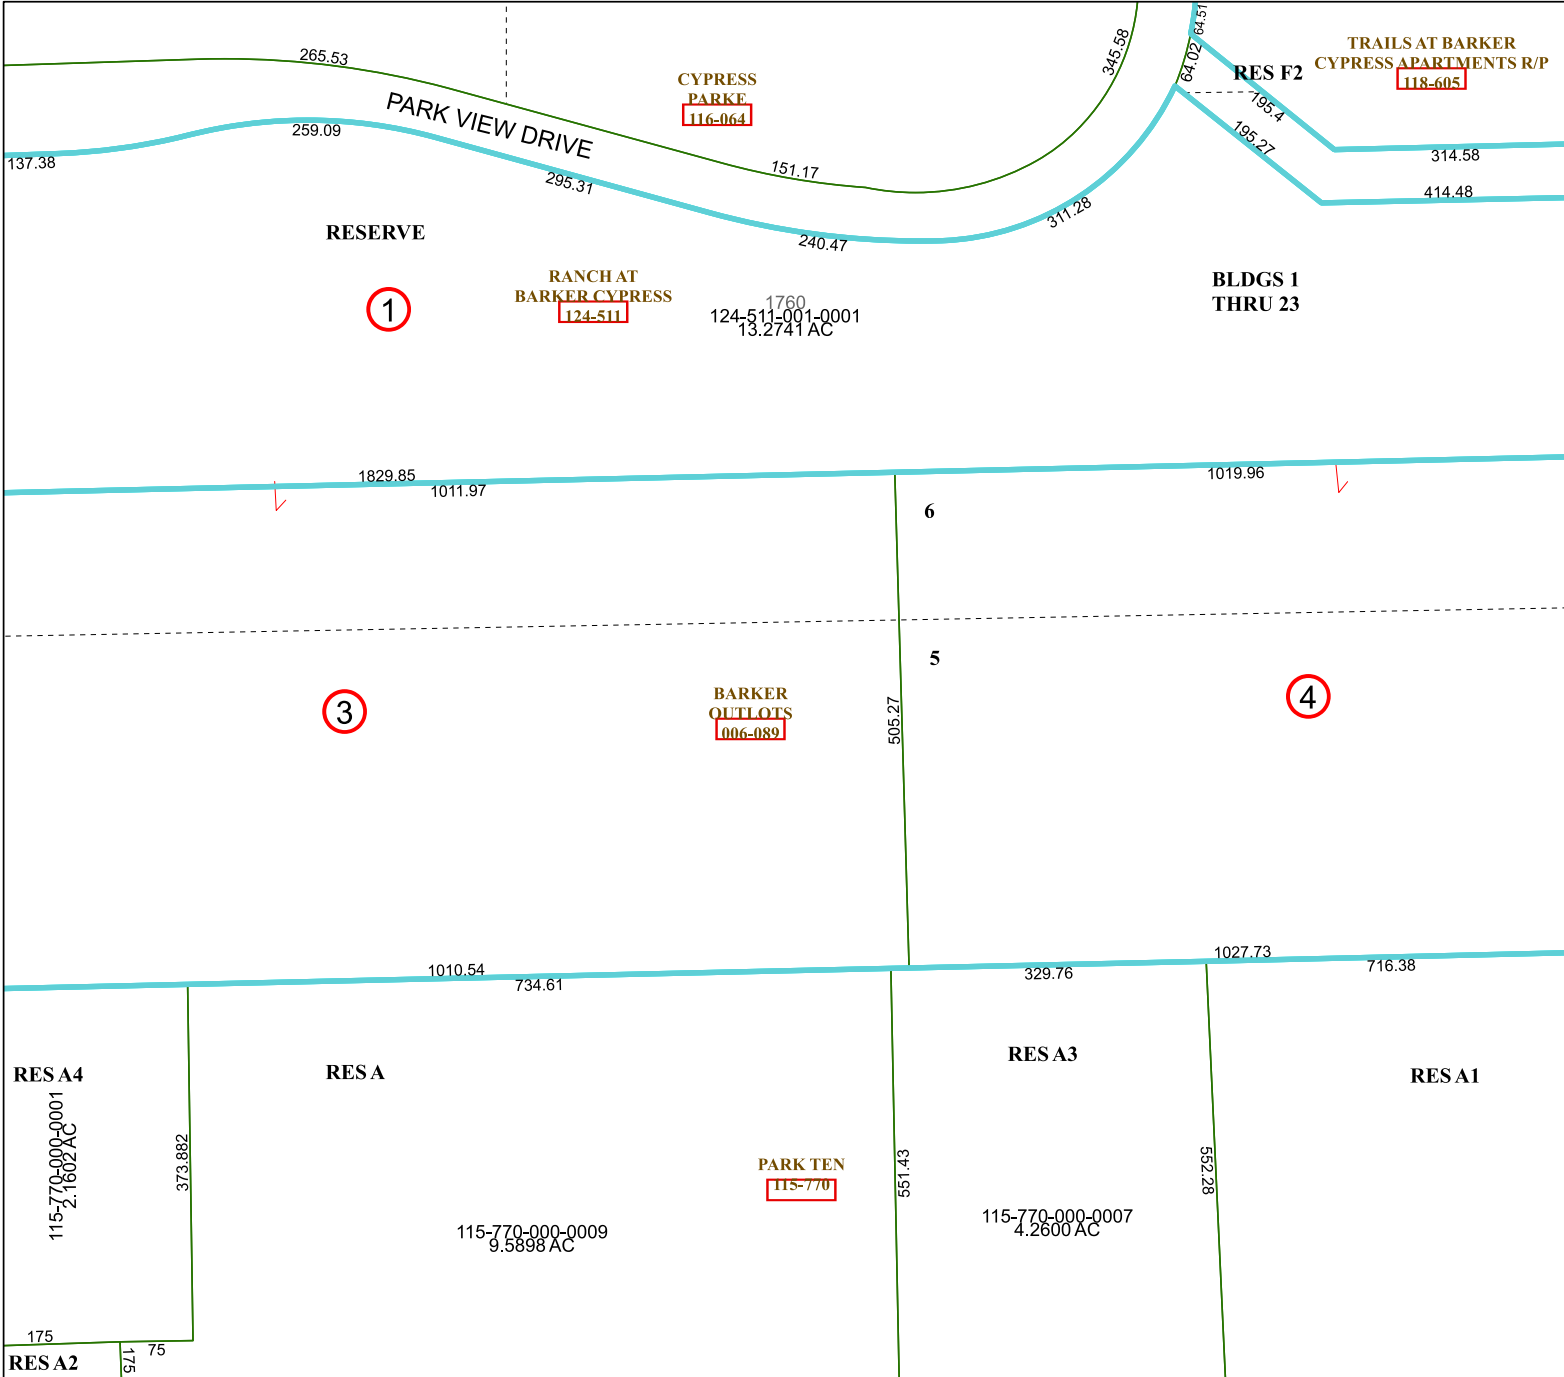 265.53
345.58
64.51
64.02
TRAILS AT BARKER
CYPRESS APARTMENTS R/P
118-605
RES F2
CYPRESS
PARKE
116-064
PARK VIEW DRIVE
195.4
195.27
259.09
137.38
295.31
151.17
314.58
414.48
311.28
240.47
RESERVE
RANCH AT
BARKER CYPRESS
124-511
1
1760
124-511-001-0001
13.2741 AC
BLDGS 1
THRU 23
1829.85
1011.97
1019.96
6
5
BARKER
OUTLOTS
006-089
3
505.27
4
1010.54
734.61
329.76
1027.73
716.38
RES A4
115-770-000-0001
2.1602 AC
RES A
RES A3
RES A1
373.882
PARK TEN
115-770
551.43
552.28
115-770-000-0009
9.5898 AC
115-770-000-0007
4.2600 AC
175
75
175
RES A2